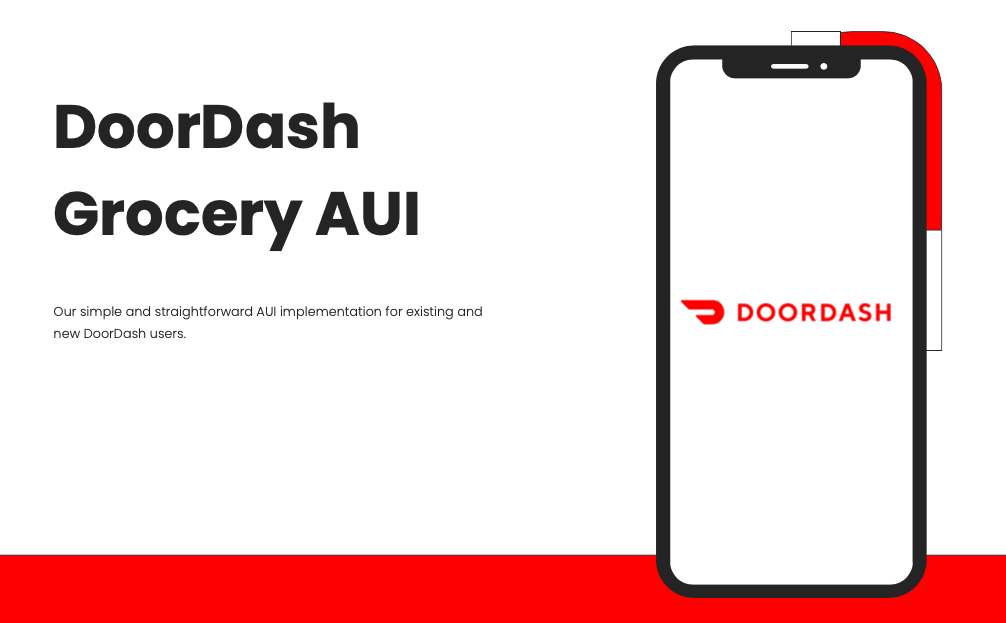 DoorDash
Grocery AUI
Our simple and straightforward AUI implementation for existing and
new DoorDash users.
DOORDASH